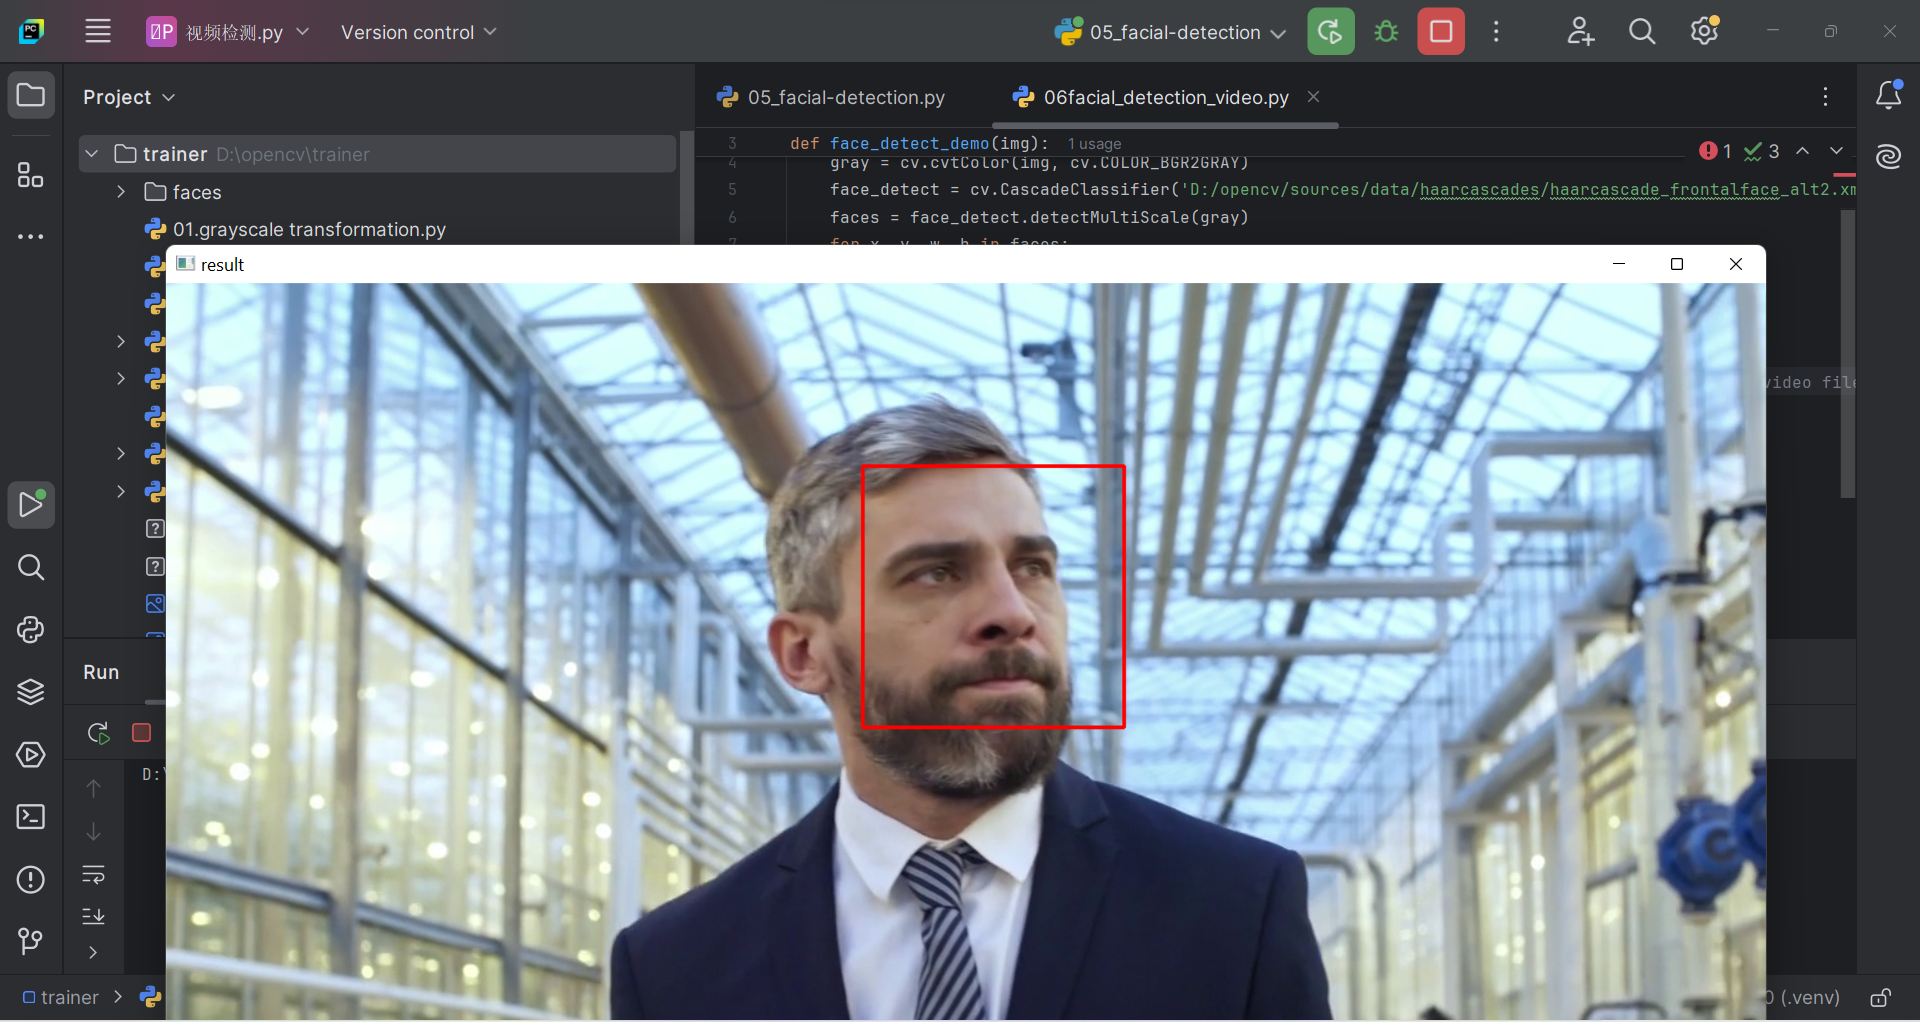 PC
P 视频检测.py
Version control
05_facial-detection
Project
05_facial-detection.py
06facial_detection_video.py
trainer D:\opencv\trainer
faces
01.grayscale transformation.py
3 def face_detect_demo(img): 1 usage
1 3
4 gray = cv.cvtColor(img, cv.COLOR_BGR2GRAY)
5 face_detect = cv.CascadeClassifier('D:/opencv/sources/data/haarcascades/haarcascade_frontalface_alt2.xm
6 faces = face_detect.detectMultiScale(gray)
7 for x, y, w, h in faces:
result
video file
Run
D:\
trainer
0 (.venv)